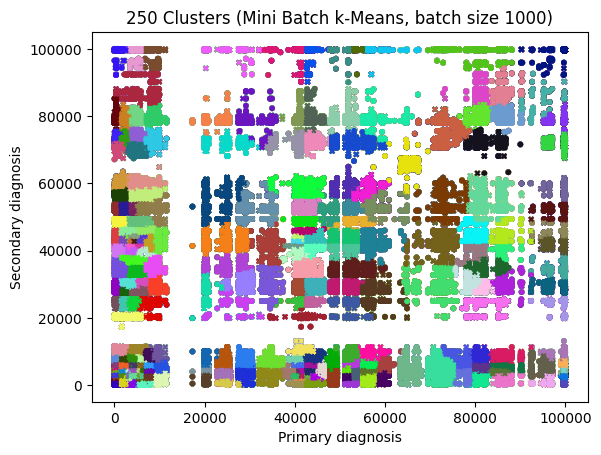 250 Clusters (Mini Batch k-Means, batch size 1000)
100000
80000
60000
40000
20000
0
Secondary diagnosis
0 20000 40000 60000 80000 100000
Primary diagnosis